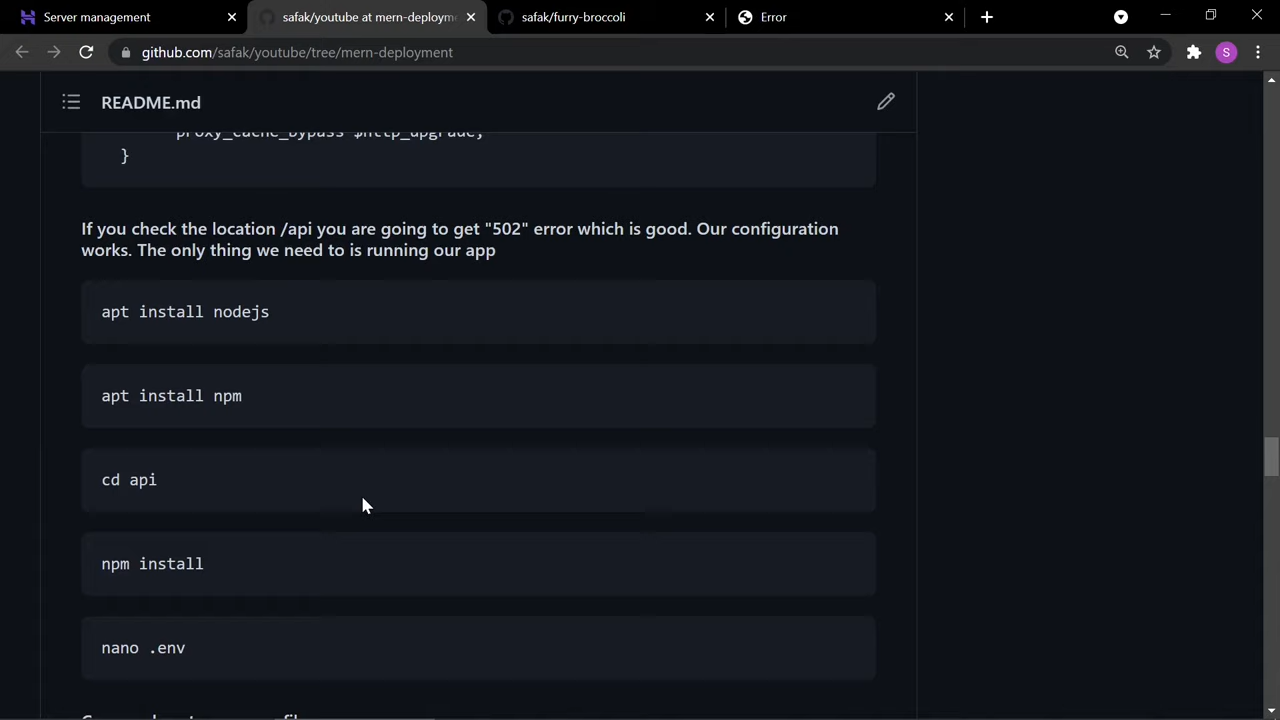 Server management
safak/youtube at mern-deploym
safak/furry-broccoli
Error
github.com/safak/youtube/tree/mern-deployment
S
README.md
proxy_cache_bypass $http_upgrade;
}
If you check the location /api you are going to get "502" error which is good. Our configuration
works. The only thing we need to is running our app
apt install nodejs
apt install npm
cd api
npm install
nano .env